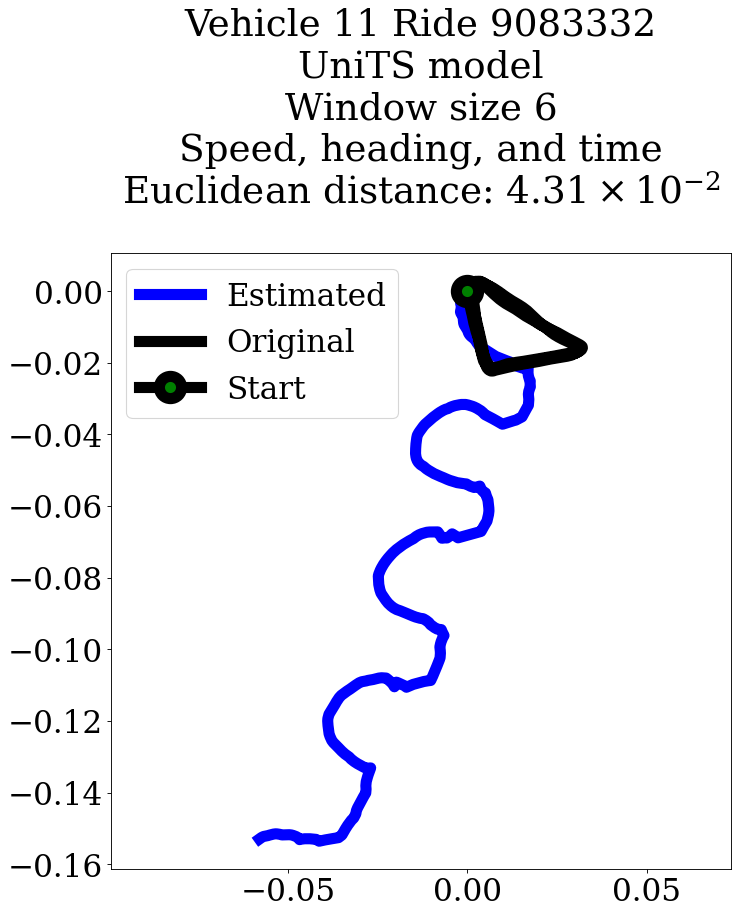 Vehicle 11 Ride 9083332
UniTS model
Window size 6
Speed, heading, and time
Euclidean distance: 4.31 × 10⁻²
Estimated
Original
Start
0.00
−0.02
−0.04
−0.06
−0.08
−0.10
−0.12
−0.14
−0.16
−0.05 0.00 0.05